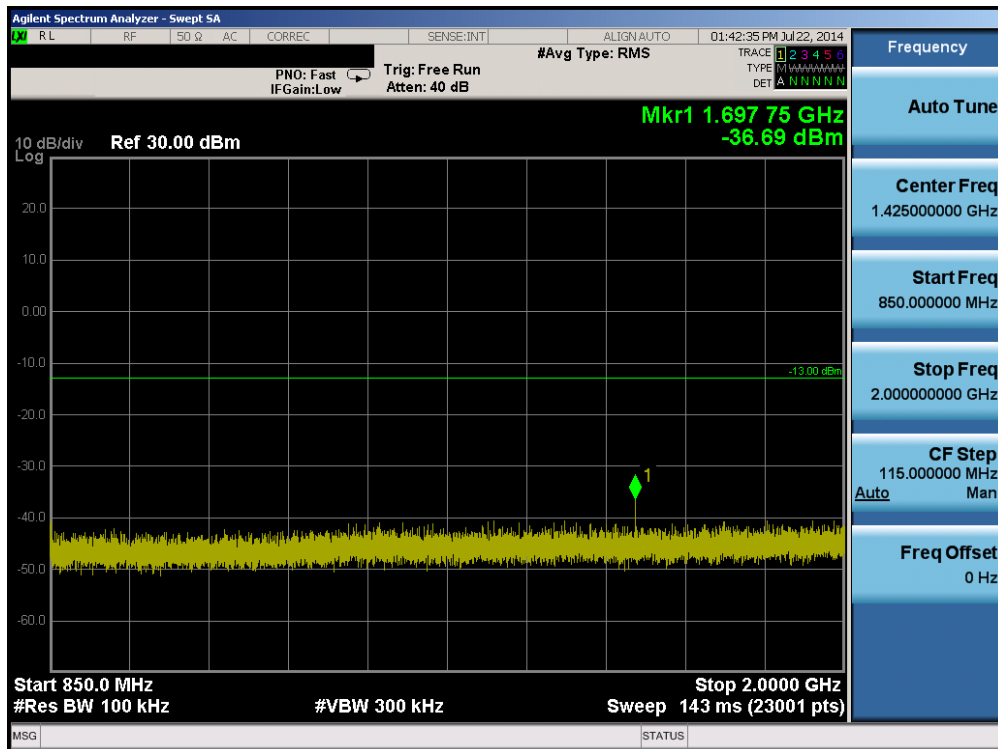 Agilent Spectrum Analyzer - Swept SA
LXI RL RF 50 Ω AC CORREC SENSE:INT ALIGN AUTO 01:42:35 PM Jul 22, 2014
#Avg Type: RMS
TRACE 1 2 3 4 5 6
TYPE M WWWWW
DET A N N N N N
PNO: Fast Trig: Free Run
IFGain:Low Atten: 40 dB
Mkr1 1.697 75 GHz
-36.69 dBm
10 dB/div Ref 30.00 dBm
Log
20.0
10.0
0.00
-10.0
-13.00 dBm
-20.0
-30.0
1
-40.0
-50.0
-60.0
Start 850.0 MHz Stop 2.0000 GHz
#Res BW 100 kHz #VBW 300 kHz Sweep 143 ms (23001 pts)
MSG STATUS
Frequency
Auto Tune
Center Freq
1.425000000 GHz
Start Freq
850.000000 MHz
Stop Freq
2.000000000 GHz
CF Step
115.000000 MHz
Auto Man
Freq Offset
0 Hz